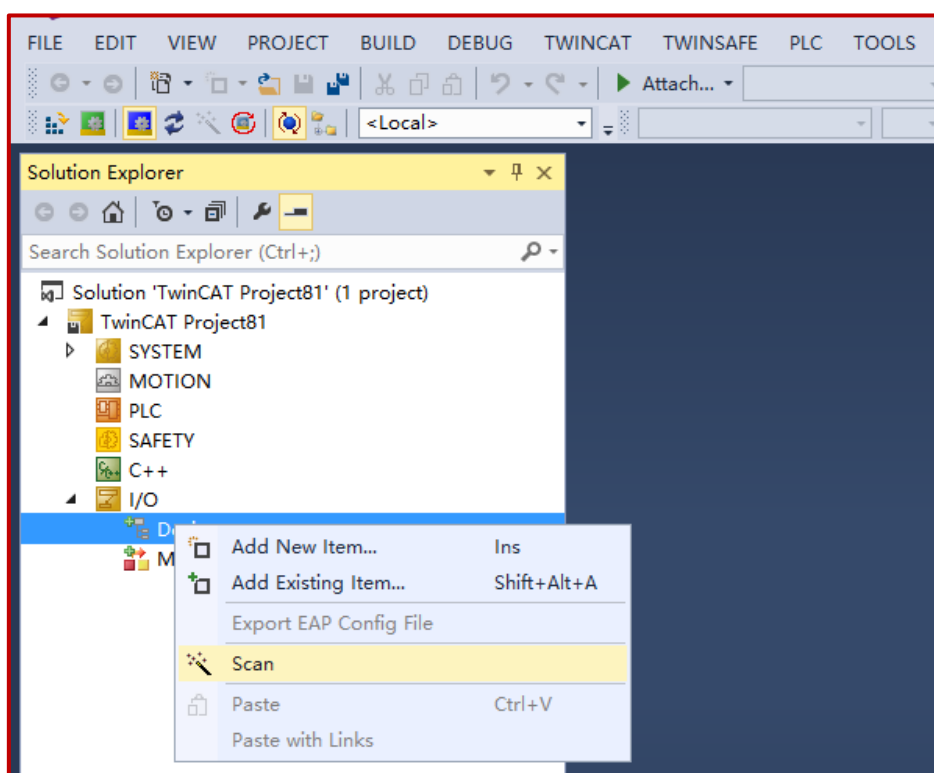 FILE EDIT VIEW PROJECT BUILD DEBUG TWINCAT TWINSAFE PLC TOOLS
Attach...
<Local>
Solution Explorer
Search Solution Explorer (Ctrl+;)
Solution 'TwinCAT Project81' (1 project)
TwinCAT Project81
SYSTEM
MOTION
PLC
SAFETY
C++
I/O
Add New Item... Ins
Add Existing Item... Shift+Alt+A
Export EAP Config File
Scan
Paste Ctrl+V
Paste with Links